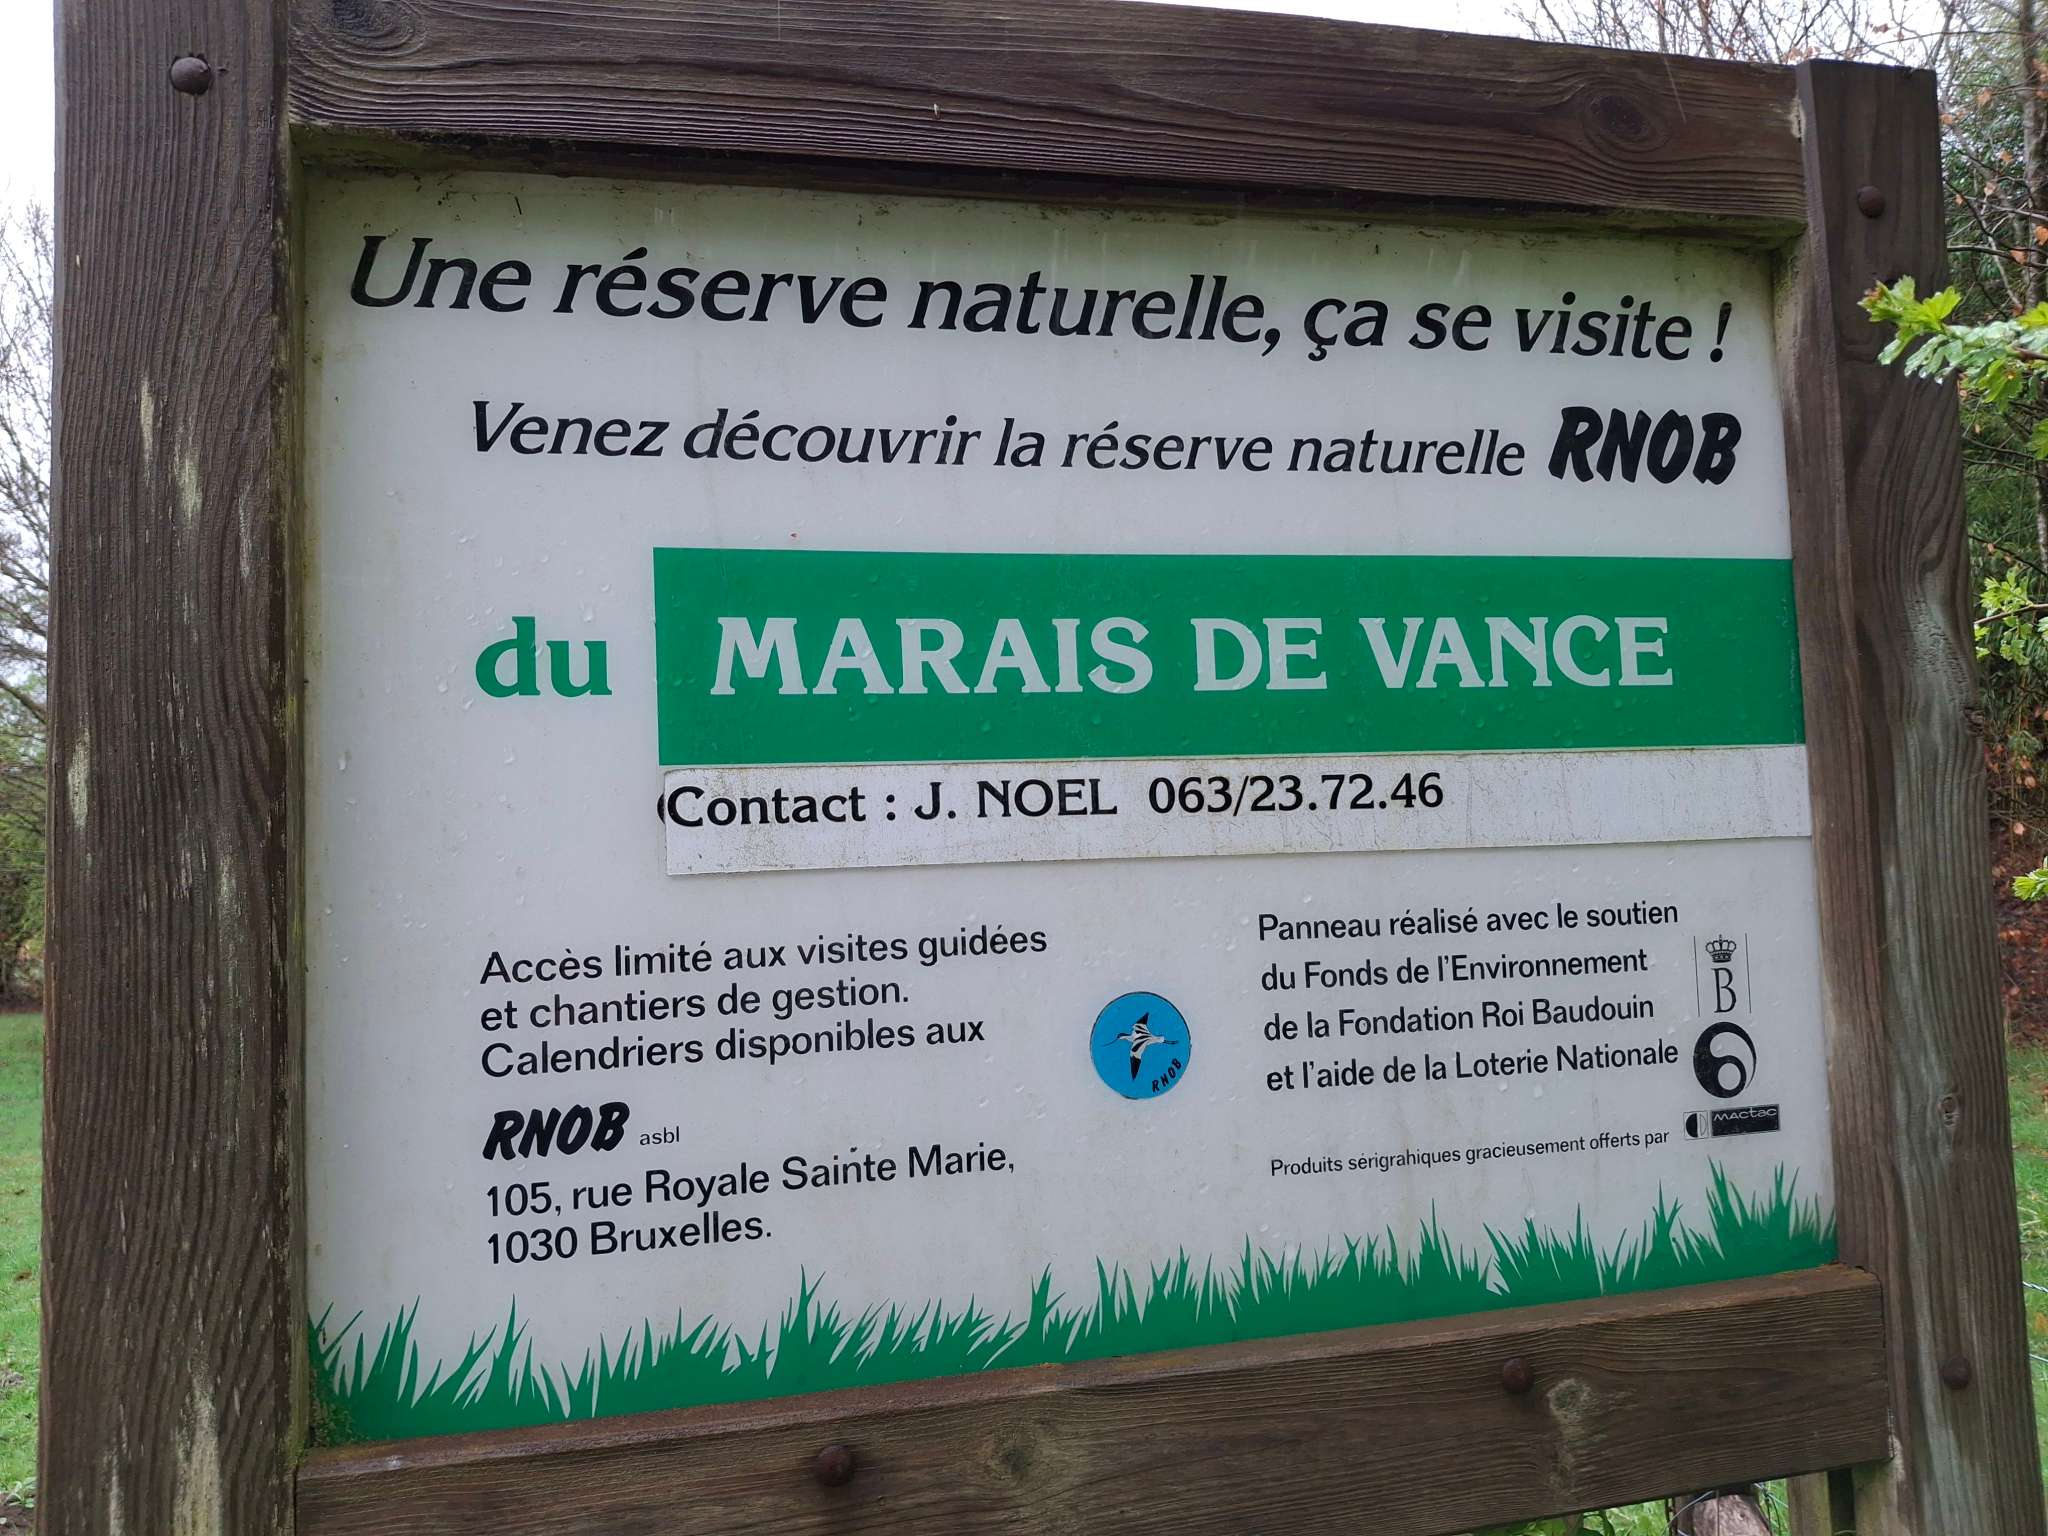 Une réserve naturelle, ça se visite !
Venez découvrir la réserve naturelle RNOB
du MARAIS DE VANCE
Contact : J. NOEL 063/23.72.46
Accès limité aux visites guidées
et chantiers de gestion.
Calendriers disponibles aux
RNOB asbl
105, rue Royale Sainte Marie,
1030 Bruxelles.
RNOB
Panneau réalisé avec le soutien
du Fonds de l'Environnement
de la Fondation Roi Baudouin
et l'aide de la Loterie Nationale
B
Produits sérigrahiques gracieusement offerts par
MACtac